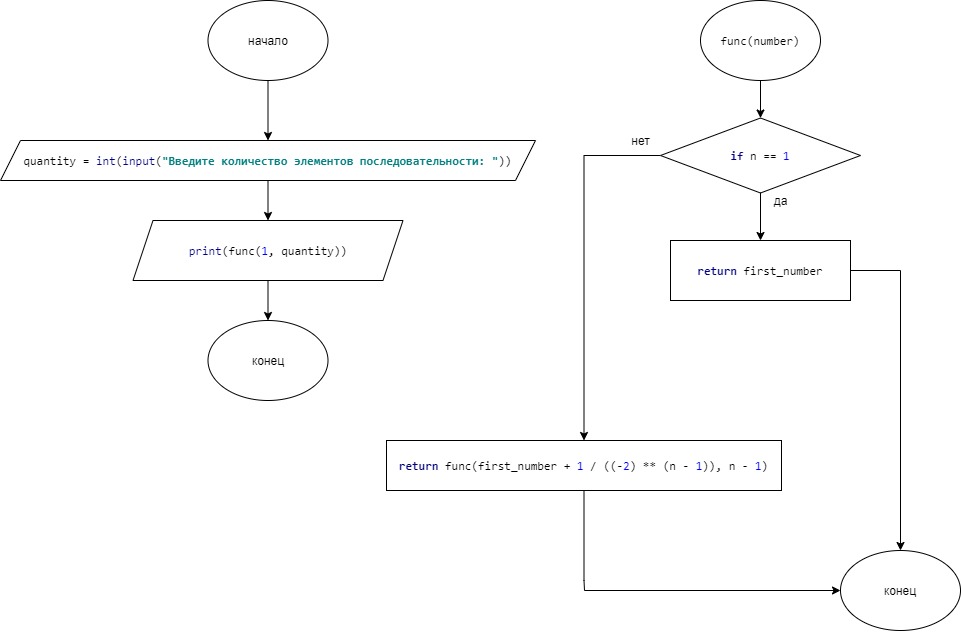 начало
quantity = int(input("Введите количество элементов последовательности: "))
print(func(1, quantity))
конец
func(number)
if n == 1
нет
да
return first_number
return func(first_number + 1 / ((-2) ** (n - 1)), n - 1)
конец